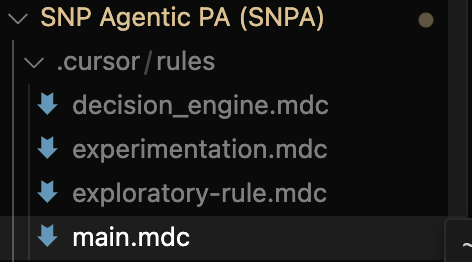 SNP Agentic PA (SNPA)
.cursor/rules
decision_engine.mdc
experimentation.mdc
exploratory-rule.mdc
main.mdc
~